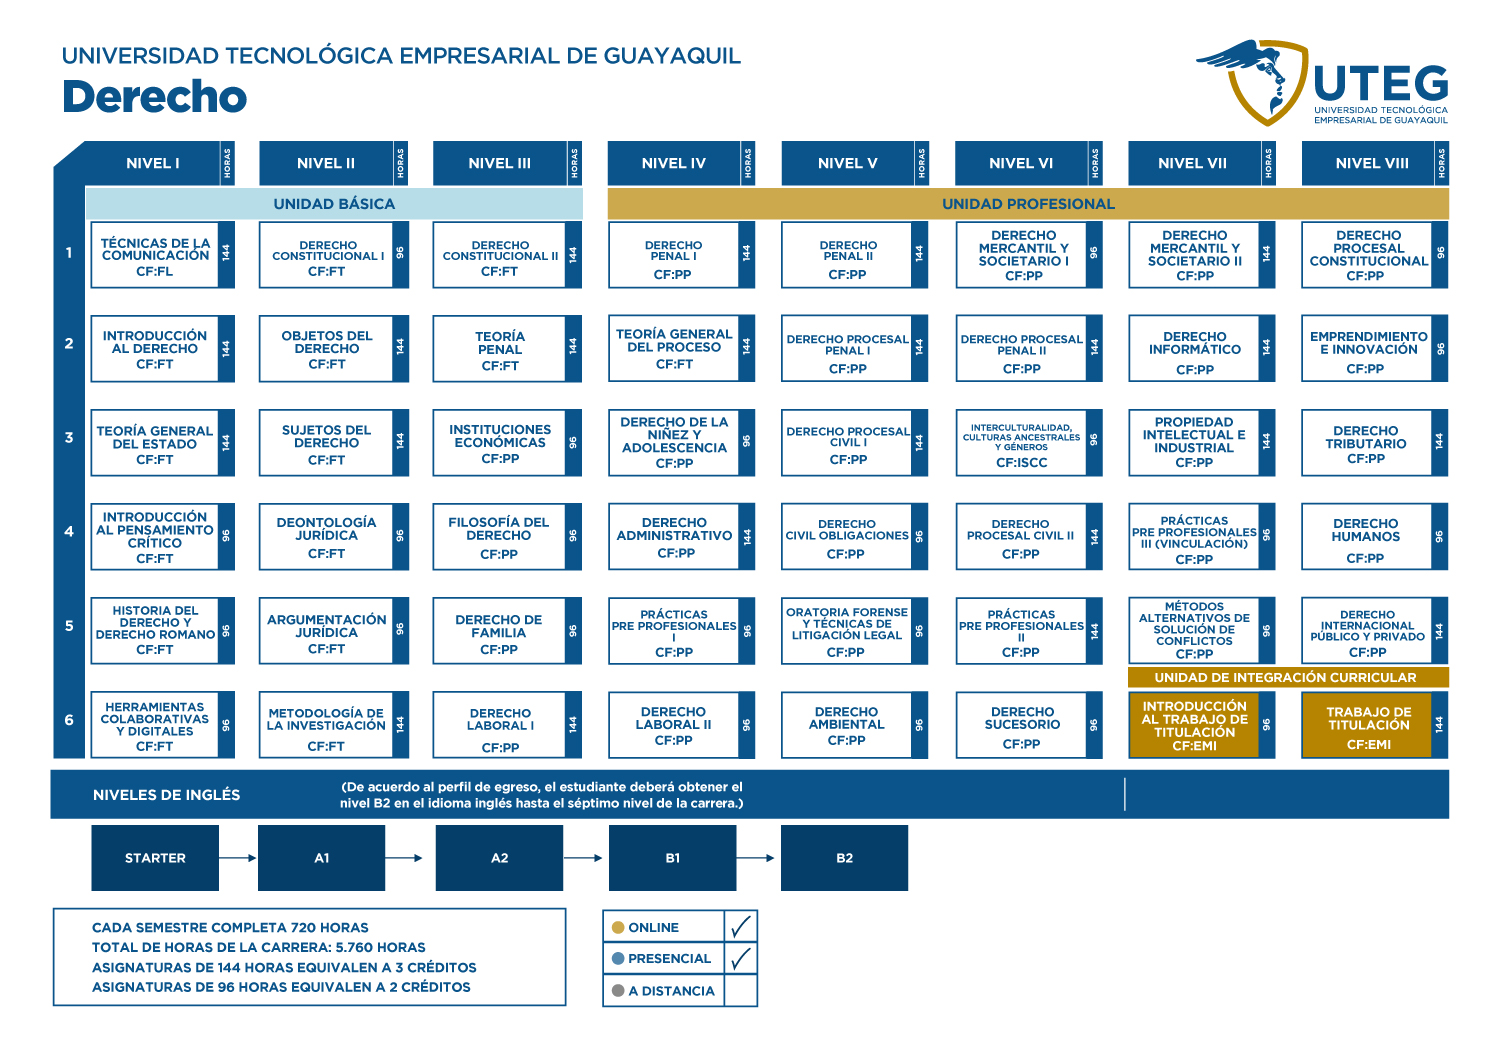 UNIVERSIDAD TECNOLÓGICA EMPRESARIAL DE GUAYAQUIL
Derecho
UTEG
UNIVERSIDAD TECNOLÓGICA
EMPRESARIAL DE GUAYAQUIL
NIVEL I HORAS NIVEL II HORAS NIVEL III HORAS NIVEL IV HORAS NIVEL V HORAS NIVEL VI HORAS NIVEL VII HORAS NIVEL VIII HORAS
UNIDAD BÁSICA
UNIDAD PROFESIONAL
1
TÉCNICAS DE LA
COMUNICACIÓN
CF:FL
144
DERECHO
CONSTITUCIONAL I
CF:FT
96
DERECHO
CONSTITUCIONAL II
CF:FT
144
DERECHO
PENAL I
CF:PP
144
DERECHO
PENAL II
CF:PP
144
DERECHO
MERCANTIL Y
SOCIETARIO I
CF:PP
96
DERECHO
MERCANTIL Y
SOCIETARIO II
CF:PP
144
DERECHO
PROCESAL
CONSTITUCIONAL
CF:PP
96
2
INTRODUCCIÓN
AL DERECHO
CF:FT
144
OBJETOS DEL
DERECHO
CF:FT
144
TEORÍA
PENAL
CF:FT
144
TEORÍA GENERAL
DEL PROCESO
CF:FT
144
DERECHO PROCESAL
PENAL I
CF:PP
144
DERECHO PROCESAL
PENAL II
CF:PP
144
DERECHO
INFORMÁTICO
CF:PP
144
EMPRENDIMIENTO
E INNOVACIÓN
CF:PP
96
3
TEORÍA GENERAL
DEL ESTADO
CF:FT
144
SUJETOS DEL
DERECHO
CF:FT
144
INSTITUCIONES
ECONÓMICAS
CF:PP
96
DERECHO DE LA
NIÑEZ Y
ADOLESCENCIA
CF:PP
96
DERECHO PROCESAL
CIVIL I
CF:PP
144
INTERCULTURALIDAD,
CULTURAS ANCESTRALES
Y GÉNEROS
CF:ISCC
96
PROPIEDAD
INTELECTUAL E
INDUSTRIAL
CF:PP
144
DERECHO
TRIBUTARIO
CF:PP
144
4
INTRODUCCIÓN
AL PENSAMIENTO
CRÍTICO
CF:FT
96
DEONTOLOGÍA
JURÍDICA
CF:FT
96
FILOSOFÍA DEL
DERECHO
CF:PP
96
DERECHO
ADMINISTRATIVO
CF:PP
144
DERECHO
CIVIL OBLIGACIONES
CF:PP
96
DERECHO
PROCESAL CIVIL II
CF:PP
144
PRÁCTICAS
PRE PROFESIONALES
III (VINCULACIÓN)
CF:PP
96
DERECHO
HUMANOS
CF:PP
96
5
HISTORIA DEL
DERECHO Y
DERECHO ROMANO
CF:FT
96
ARGUMENTACIÓN
JURÍDICA
CF:FT
96
DERECHO DE
FAMILIA
CF:PP
96
PRÁCTICAS
PRE PROFESIONALES
I
CF:PP
96
ORATORIA FORENSE
Y TÉCNICAS DE
LITIGACIÓN LEGAL
CF:PP
96
PRÁCTICAS
PRE PROFESIONALES
II
CF:PP
144
MÉTODOS
ALTERNATIVOS DE
SOLUCIÓN DE
CONFLICTOS
CF:PP
96
DERECHO
INTERNACIONAL
PÚBLICO Y PRIVADO
CF:PP
144
UNIDAD DE INTEGRACIÓN CURRICULAR
6
HERRAMIENTAS
COLABORATIVAS
Y DIGITALES
CF:FT
96
METODOLOGÍA DE
LA INVESTIGACIÓN
CF:FT
144
DERECHO
LABORAL I
CF:PP
144
DERECHO
LABORAL II
CF:PP
96
DERECHO
AMBIENTAL
CF:PP
96
DERECHO
SUCESORIO
CF:PP
96
INTRODUCCIÓN
AL TRABAJO DE
TITULACIÓN
CF:EMI
96
TRABAJO DE
TITULACIÓN
CF:EMI
144
NIVELES DE INGLÉS
(De acuerdo al perfil de egreso, el estudiante deberá obtener el
nivel B2 en el idioma inglés hasta el séptimo nivel de la carrera.)
STARTER A1 A2 B1 B2
CADA SEMESTRE COMPLETA 720 HORAS
TOTAL DE HORAS DE LA CARRERA: 5.760 HORAS
ASIGNATURAS DE 144 HORAS EQUIVALEN A 3 CRÉDITOS
ASIGNATURAS DE 96 HORAS EQUIVALEN A 2 CRÉDITOS
ONLINE
PRESENCIAL
A DISTANCIA